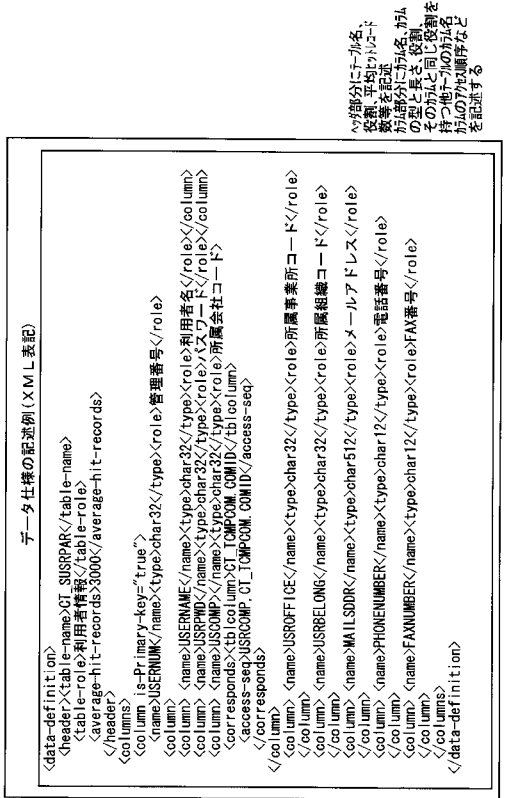 データ仕様の記述例(XML表記)
<data-definition>
<header><table-name>CT_SUSRPAR</table-name>
<table-role>利用者情報</table-role>
<average-hit-records>3000</average-hit-records>
</header>
<columns>
<column is-Primary-key="true">
<name>USERNUM</name><type>char32</type><role>管理番号</role>
</column>
<column> <name>USERNAME</name><type>char32</type><role>利用者名</role></column>
<column> <name>USRPWD</name><type>char32</type><role>パスワード</role></column>
<column> <name>USCOMP></name><type>char32</type><role>所属会社コード>
<corresponds><tblcolumn>CT_TCMPCOM.COMID</tblcolumn>
<access-seq>USRCOMP,CT_TCMPCOM.COMID</access-seq>
</corresponds>
</column>
<column> <name>USROFFICE</name><type>char32</type><role>所属事業所コード</role>
</column>
<column> <name>USRBELONG</name><type>char32</type><role>所属組織コード</role>
</column>
<column> <name>MAILSDDR</name><type>char512</type><role>メールアドレス</role>
</column>
<column> <name>PHONENUMBER</name><type>char12</type><role>電話番号</role>
</column>
<column> <name>FAXNUMBER</name><type>char12</type><role>FAX番号</role>
</column>
</columns>
</data-definition>
ヘッダ部分にテーブル名、
役割、平均ヒットレコード
数等を記述
カラム部分にカラム名、カラム
の型と長さ、役割、
そのカラムと同じ役割を
持つ他テーブルのカラム名
カラムのアクセス順序など
を記述する